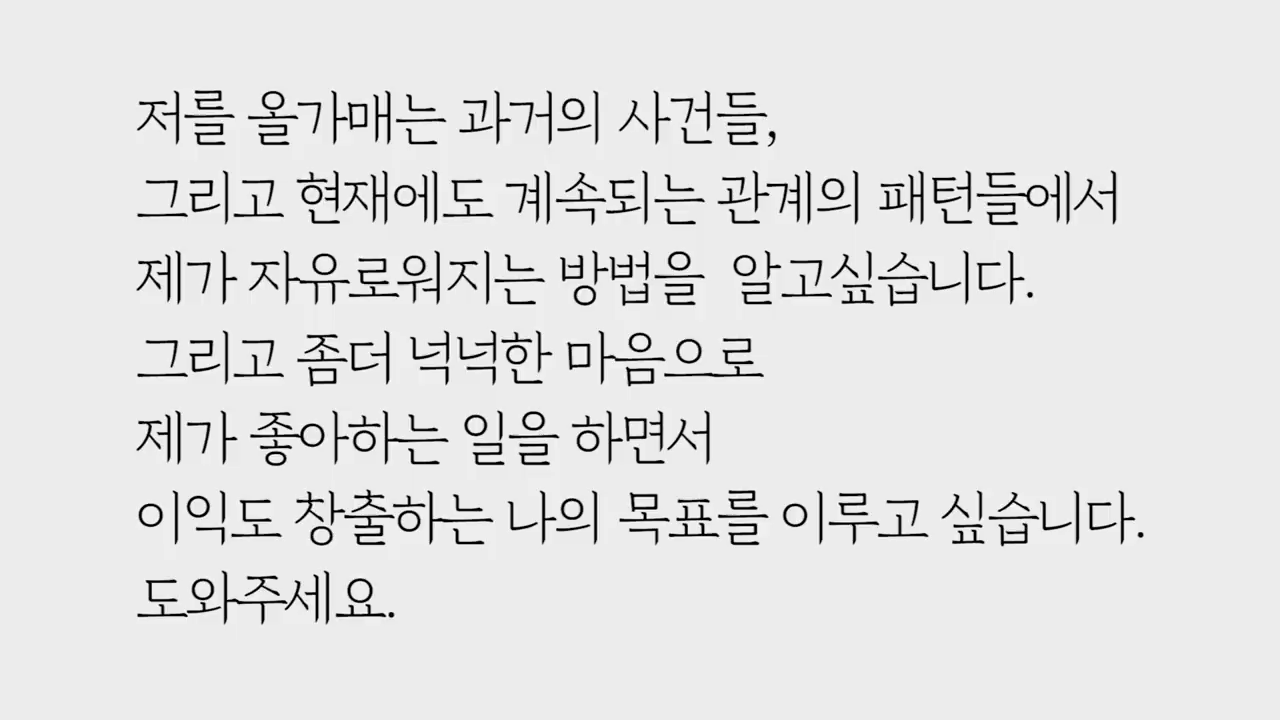 저를 올가매는 과거의 사건들,
그리고 현재에도 계속되는 관계의 패턴들에서
제가 자유로워지는 방법을  알고싶습니다.
그리고 좀더 넉넉한 마음으로
제가 좋아하는 일을 하면서
이익도 창출하는 나의 목표를 이루고 싶습니다.
도와주세요.